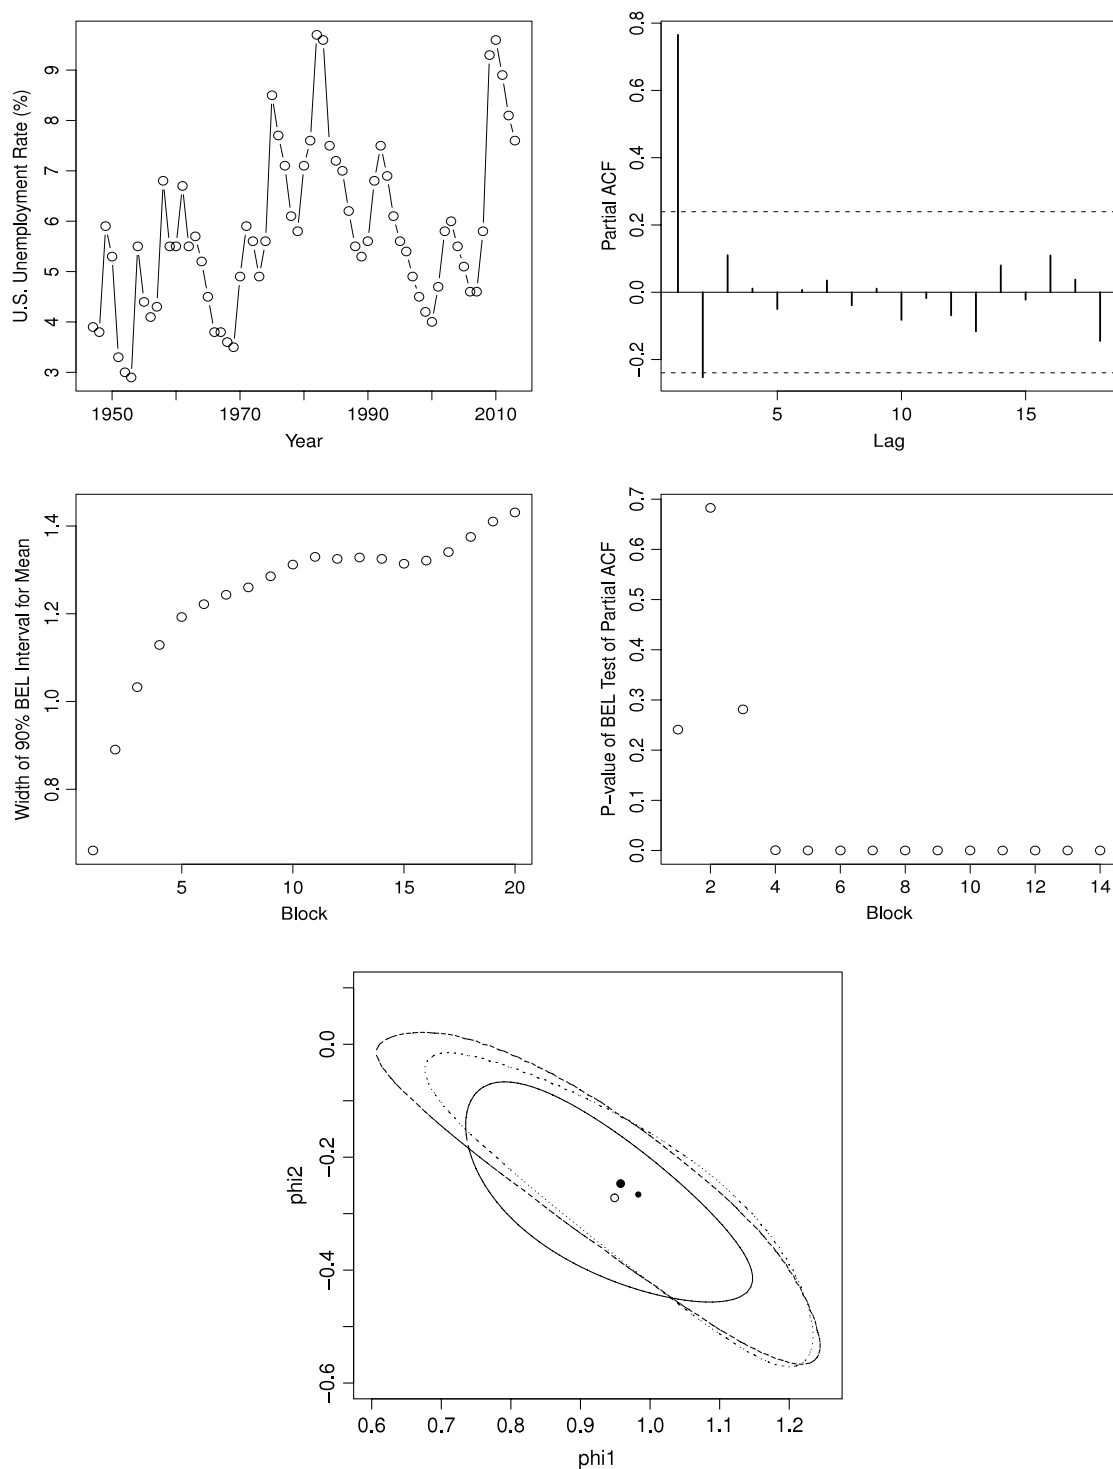 U.S. Unemployment Rate (%)
9
8
7
6
5
4
3
1950 1970 1990 2010
Year
Partial ACF
0.8
0.6
0.4
0.2
0.0
−0.2
5 10 15
Lag
Width of 90% BEL Interval for Mean
1.4
1.2
1.0
0.8
5 10 15 20
Block
P−value of BEL Test of Partial ACF
0.7
0.6
0.5
0.4
0.3
0.2
0.1
0.0
2 4 6 8 10 12 14
Block
phi2
0.0
−0.2
−0.4
−0.6
0.6 0.7 0.8 0.9 1.0 1.1 1.2
phi1